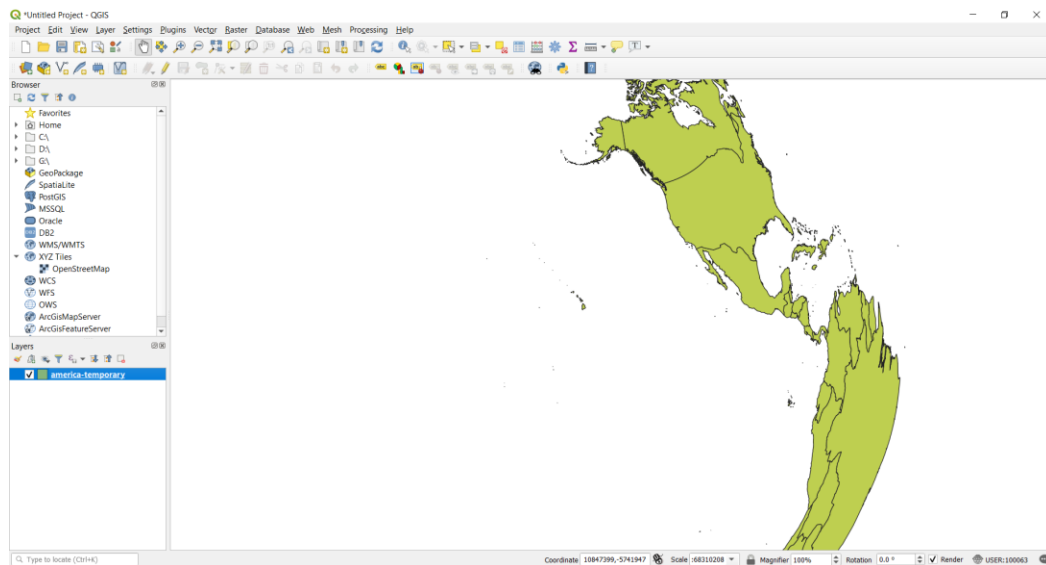 *Untitled Project - QGIS
Project Edit View Layer Settings Plugins Vector Raster Database Web Mesh Processing Help
Browser
Favorites
Home
C:\
D:\
G:\
GeoPackage
SpatiaLite
PostGIS
MSSQL
Oracle
DB2
WMS/WMTS
XYZ Tiles
OpenStreetMap
WCS
WFS
OWS
ArcGisMapServer
ArcGisFeatureServer
Layers
america-temporary
Type to locate (Ctrl+K) Coordinate 10847399,-5741947 Scale :68310208 Magnifier 100% Rotation 0.0 ° Render USER:100063